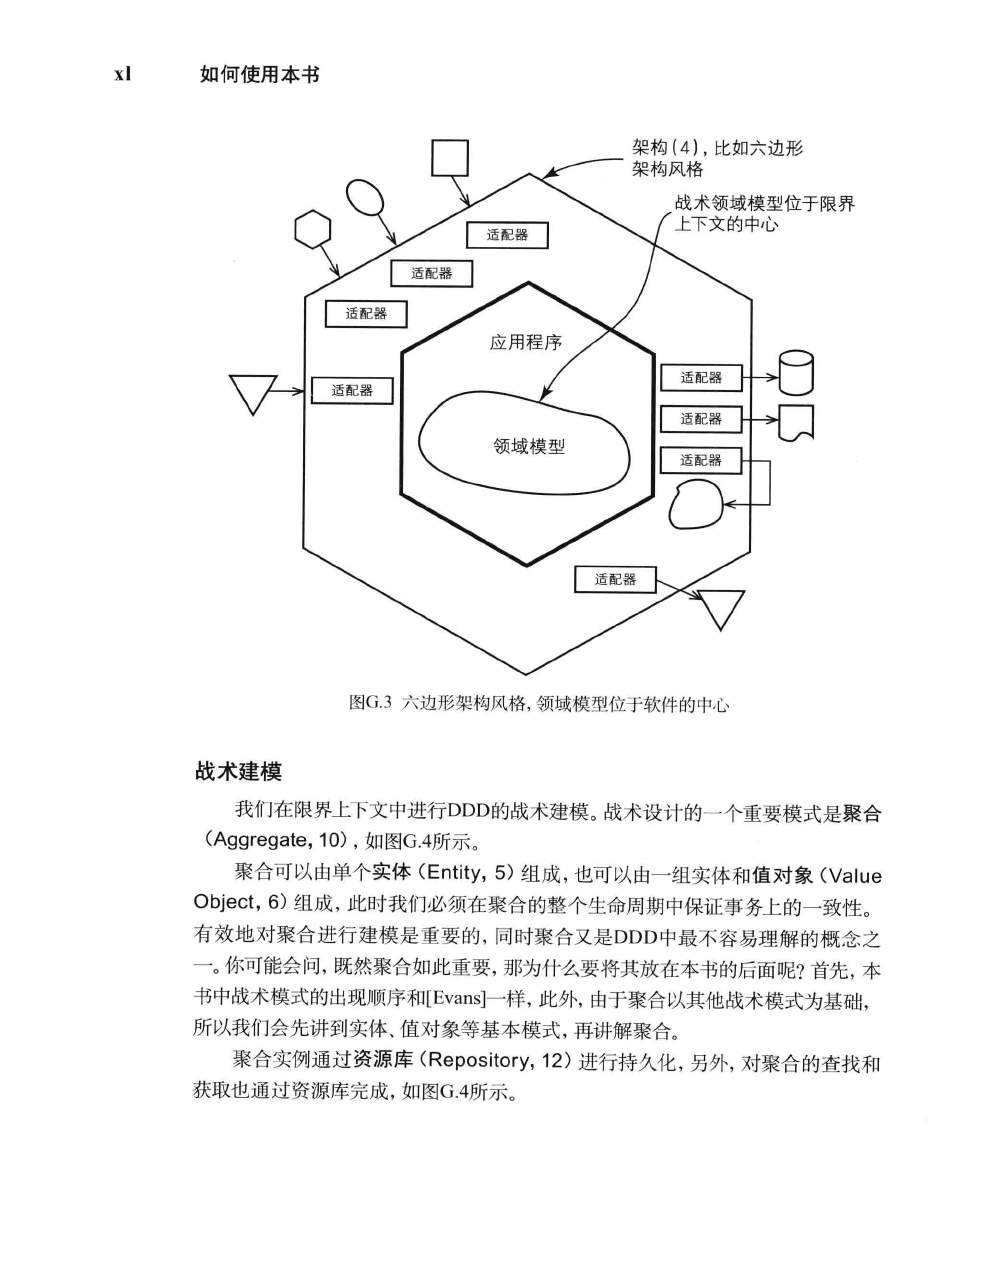 xl 如何使用本书
架构(4),比如六边形
架构风格
战术领域模型位于限界
上下文的中心
适配器
适配器
适配器
适配器
应用程序
领域模型
适配器
适配器
适配器
适配器
图G.3 六边形架构风格,领域模型位于软件的中心
战术建模
我们在限界上下文中进行DDD的战术建模。战术设计的一个重要模式是聚合
(Aggregate, 10),如图G.4所示。
聚合可以由单个实体(Entity, 5)组成,也可以由一组实体和值对象(Value
Object, 6)组成,此时我们必须在聚合的整个生命周期中保证事务上的一致性。
有效地对聚合进行建模是重要的,同时聚合又是DDD中最不容易理解的概念之
一。你可能会问,既然聚合如此重要,那为什么要将其放在本书的后面呢?首先,本
书中战术模式的出现顺序和[Evans]一样,此外,由于聚合以其他战术模式为基础,
所以我们会先讲到实体、值对象等基本模式,再讲解聚合。
聚合实例通过资源库(Repository, 12)进行持久化,另外,对聚合的查找和
获取也通过资源库完成,如图G.4所示。